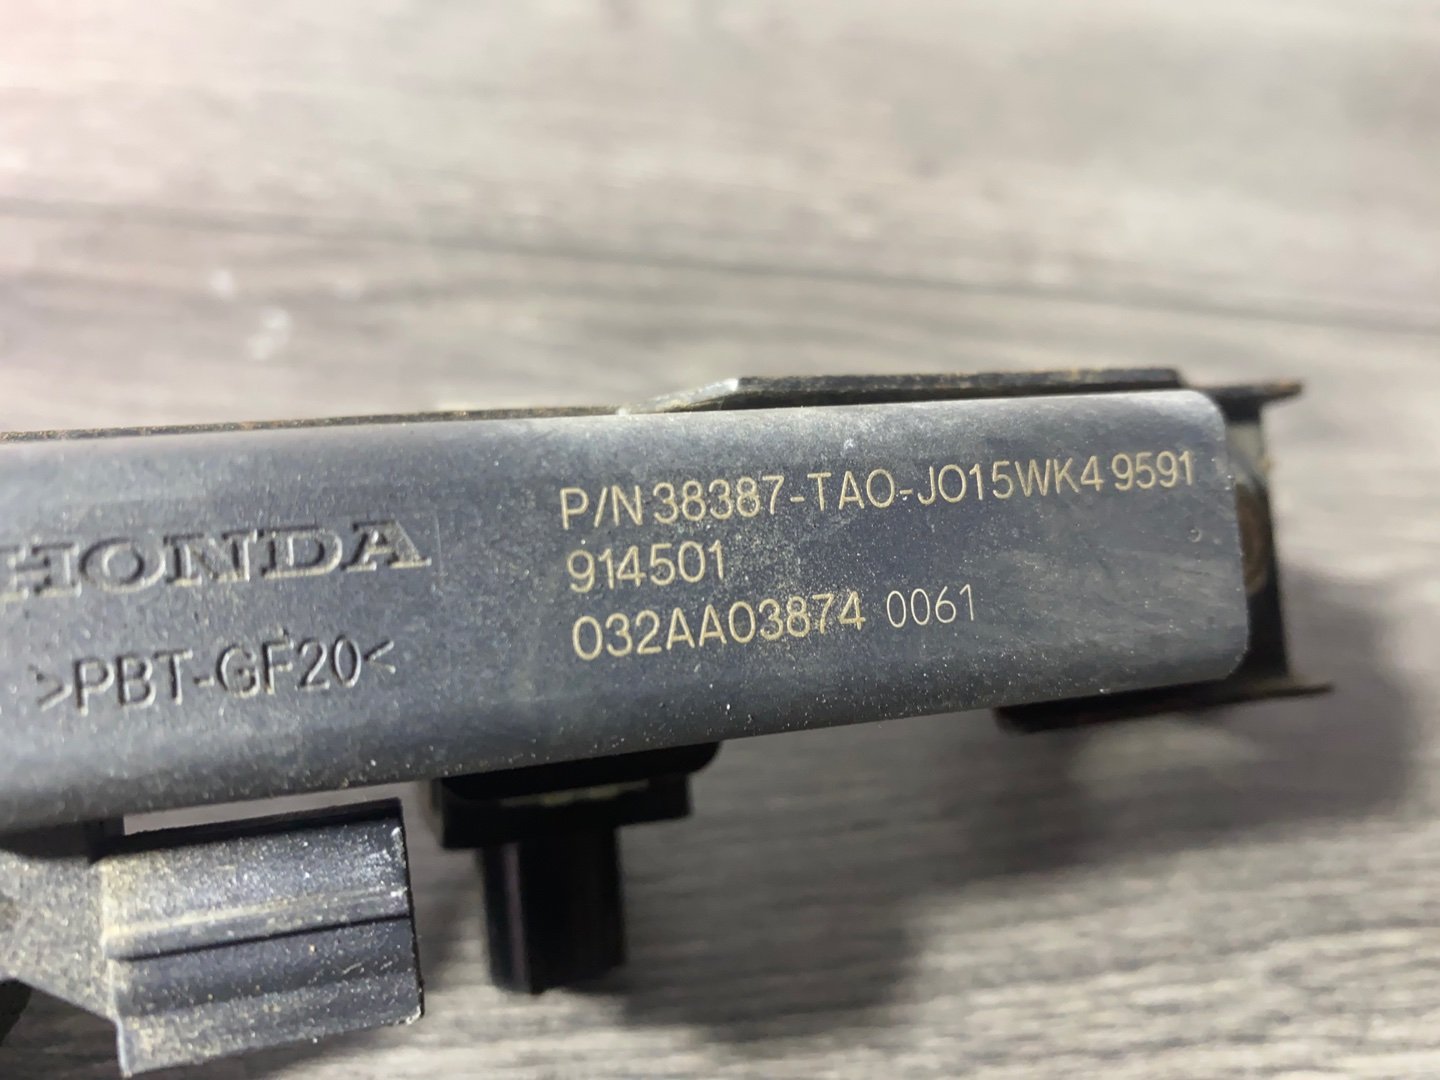 HONDA
>PBT-GF20<
P/N 38387-TA0-J015WK4 9591
914501
032AA03874 0061